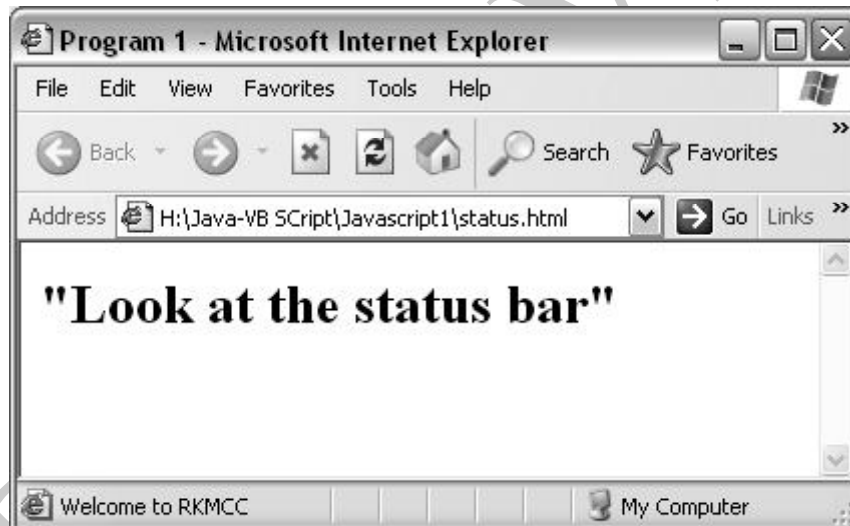 Program 1 - Microsoft Internet Explorer
File Edit View Favorites Tools Help
Back Search Favorites »
Address H:\Java-VB SCript\Javascript1\status.html Go Links »
"Look at the status bar"
Welcome to RKMCC My Computer